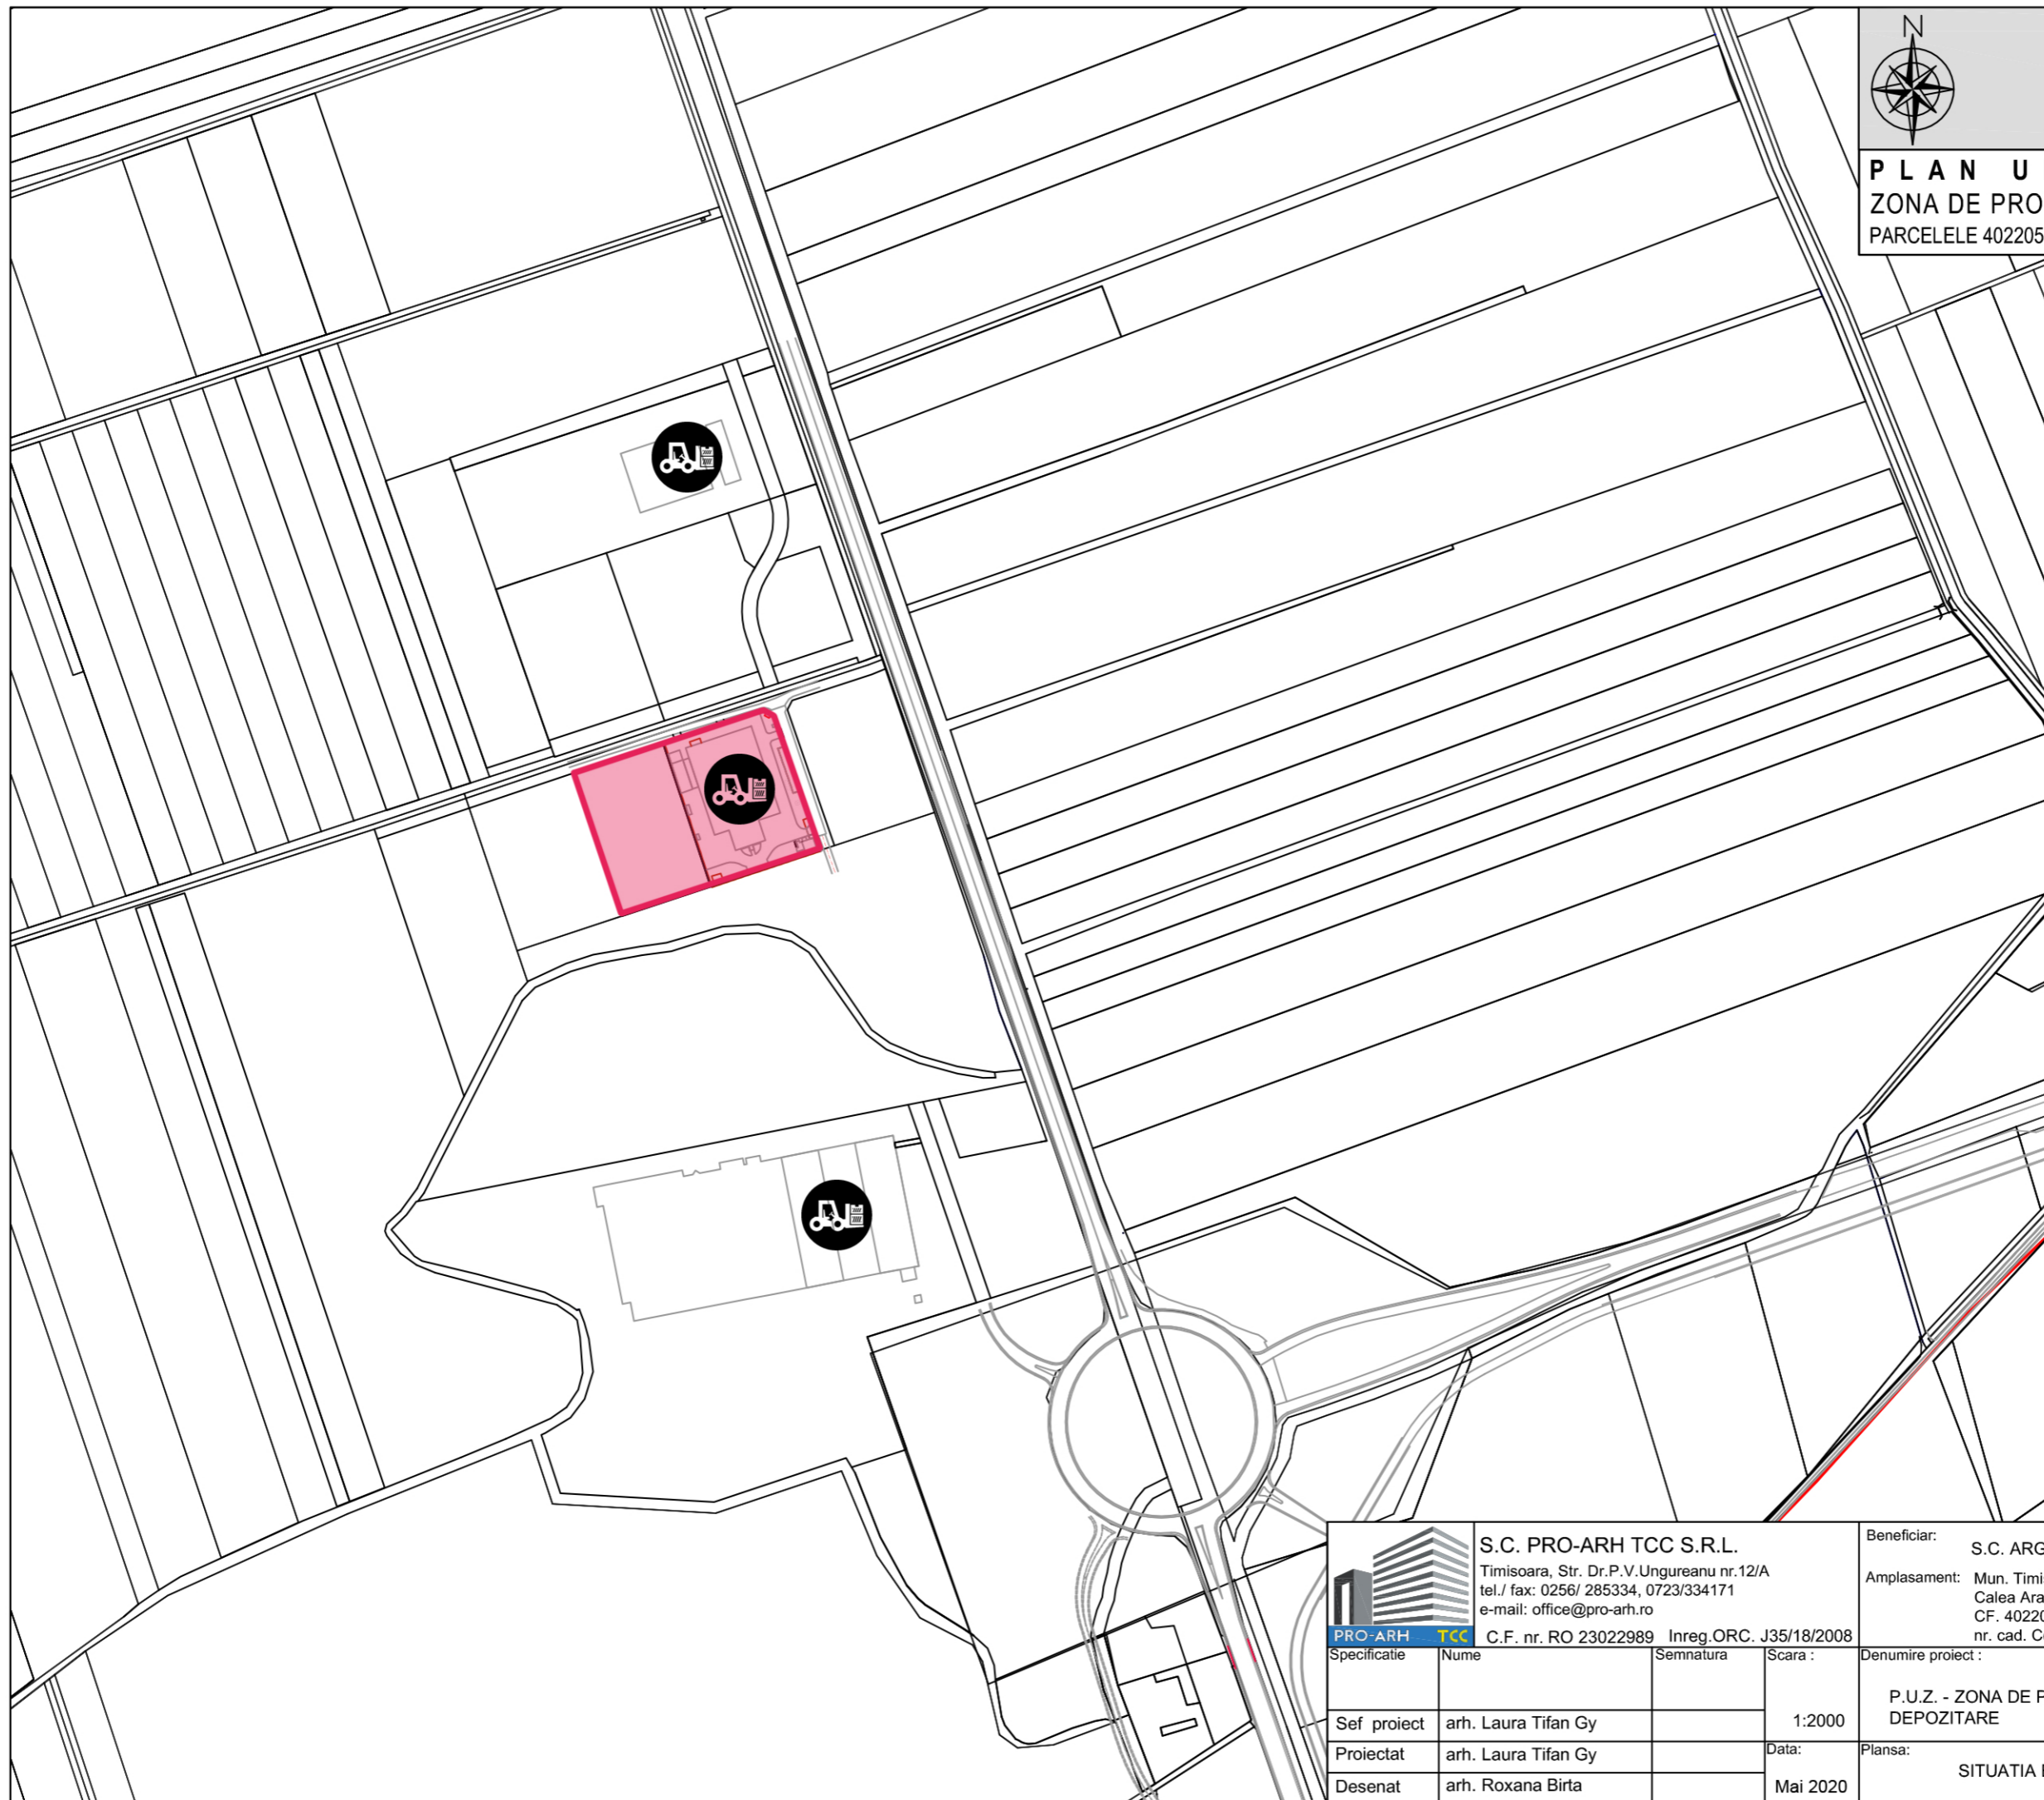 N
PLAN U
ZONA DE PRO
PARCELELE 402205
S.C. PRO-ARH TCC S.R.L.
Timisoara, Str. Dr.P.V.Ungureanu nr.12/A
tel./ fax: 0256/ 285334, 0723/334171
e-mail: office@pro-arh.ro
PRO-ARH TCC
C.F. nr. RO 23022989 Inreg.ORC. J35/18/2008
Beneficiar: S.C. ARG
Amplasament: Mun. Timi
Calea Ara
CF. 40220
nr. cad. C
Specificatie Nume Semnatura Scara : Denumire proiect :
P.U.Z. - ZONA DE P
DEPOZITARE
Sef proiect arh. Laura Tifan Gy 1:2000
Proiectat arh. Laura Tifan Gy Data: Plansa:
SITUATIA
Desenat arh. Roxana Birta Mai 2020